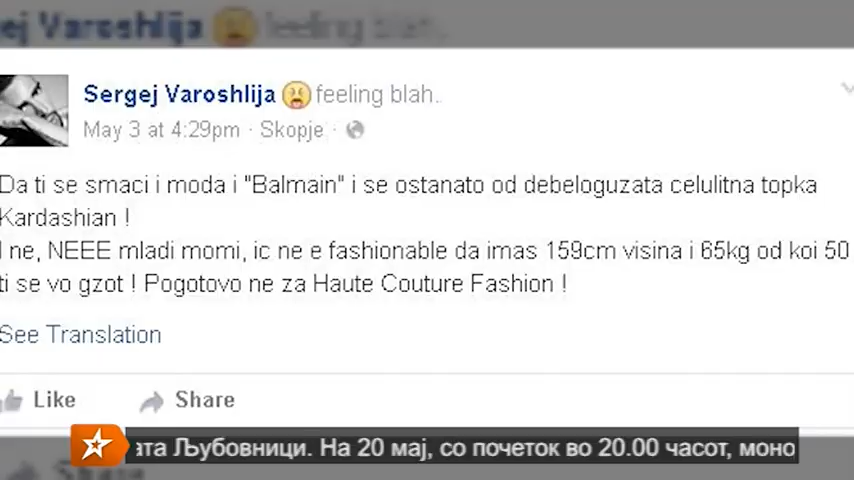 Sergej Varoshlija feeling blah..
May 3 at 4:29pm · Skopje ·
Da ti se smaci i moda i "Balmain" i se ostanato od debeloguzata celulitna topka
Kardashian !
I ne, NEEE mladi momi, ic ne e fashionable da imas 159cm visina i 65kg od koi 50
ti se vo gzot ! Pogotovo ne za Haute Couture Fashion !
See Translation
Like Share
ата Љубовници. На 20 мај, со почеток во 20.00 часот, моно